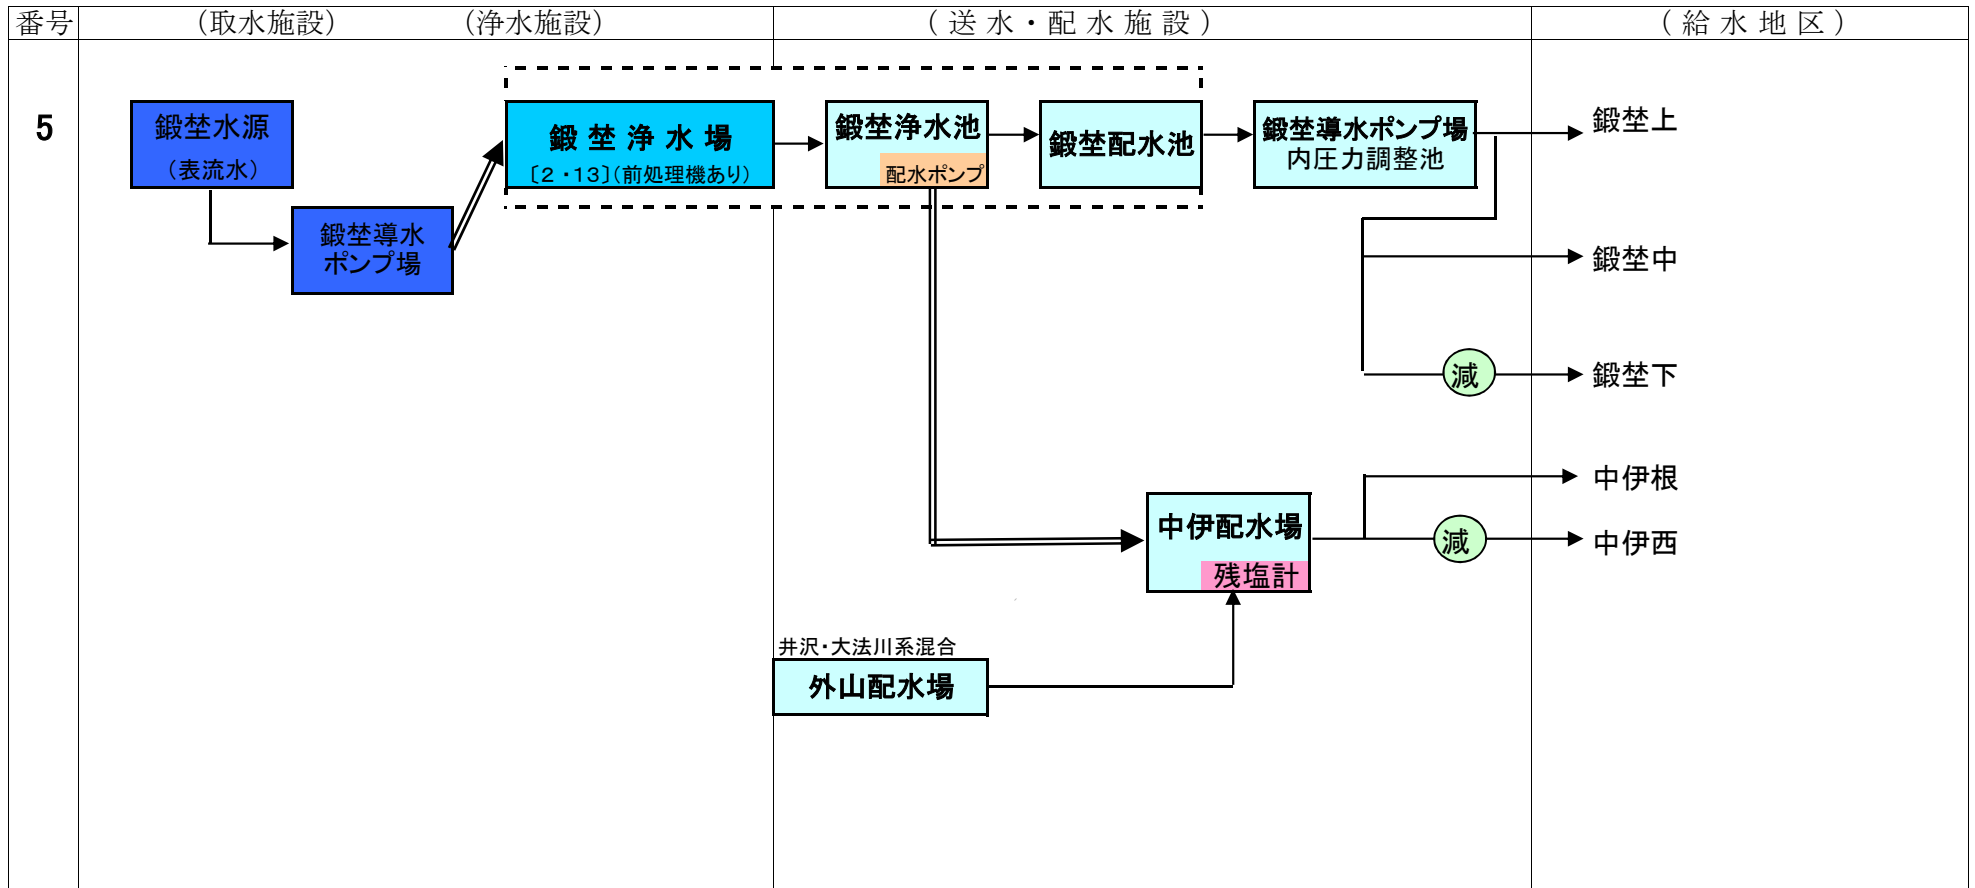 番号
(取水施設)
(浄水施設)
(送水・配水施設)
(給水地区)
5
鍛埜水源
(表流水)
鍛埜導水
ポンプ場
鍛埜浄水場
〔2・13〕(前処理機あり)
鍛埜浄水池
配水ポンプ
鍛埜配水池
鍛埜導水ポンプ場
内圧力調整池
鍛埜上
鍛埜中
減
鍛埜下
中伊配水場
残塩計
中伊根
減
中伊西
井沢・大法川系混合
外山配水場